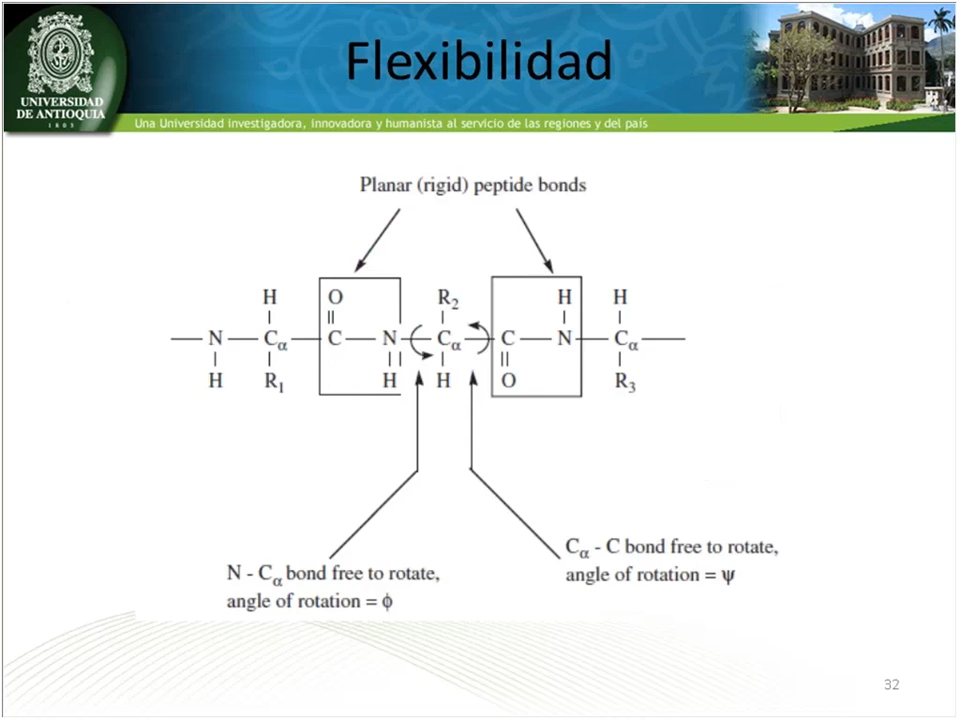 Flexibilidad
UNIVERSIDAD
DE ANTIOQUIA
1803
Una Universidad investigadora, innovadora y humanista al servicio de las regiones y del país
Planar (rigid) peptide bonds
H O R₂ H H
N Cα C N Cα C N Cα
H R₁ H H O R₃
Cα - C bond free to rotate,
angle of rotation = ψ
N - Cα bond free to rotate,
angle of rotation = ϕ
32